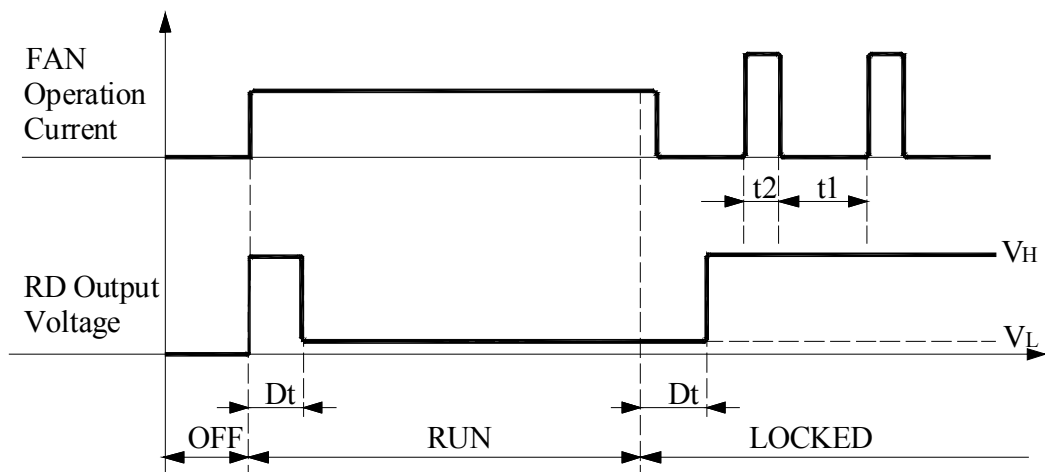 FAN
Operation
Current
t2
t1
VH
RD Output
Voltage
VL
Dt
Dt
OFF
RUN
LOCKED